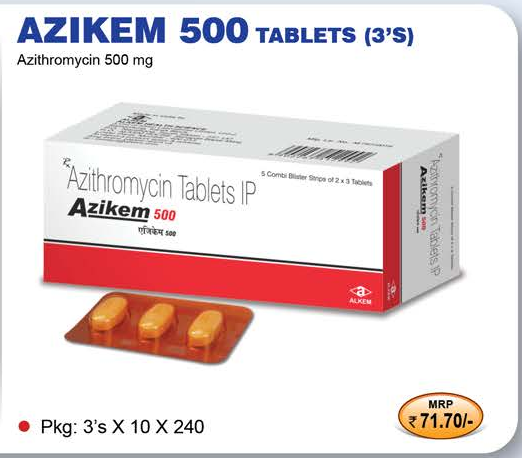 AZIKEM 500 TABLETS (3'S)
Azithromycin 500 mg
5 Combi Blister Strips of 2 x 3 Tablets
Rx Azithromycin Tablets IP
Azikem 500
एजिकेम 500
ALKEM
Azithromycin Tablets IP
Azikem 500
MRP
₹ 71.70/-
Pkg: 3's X 10 X 240